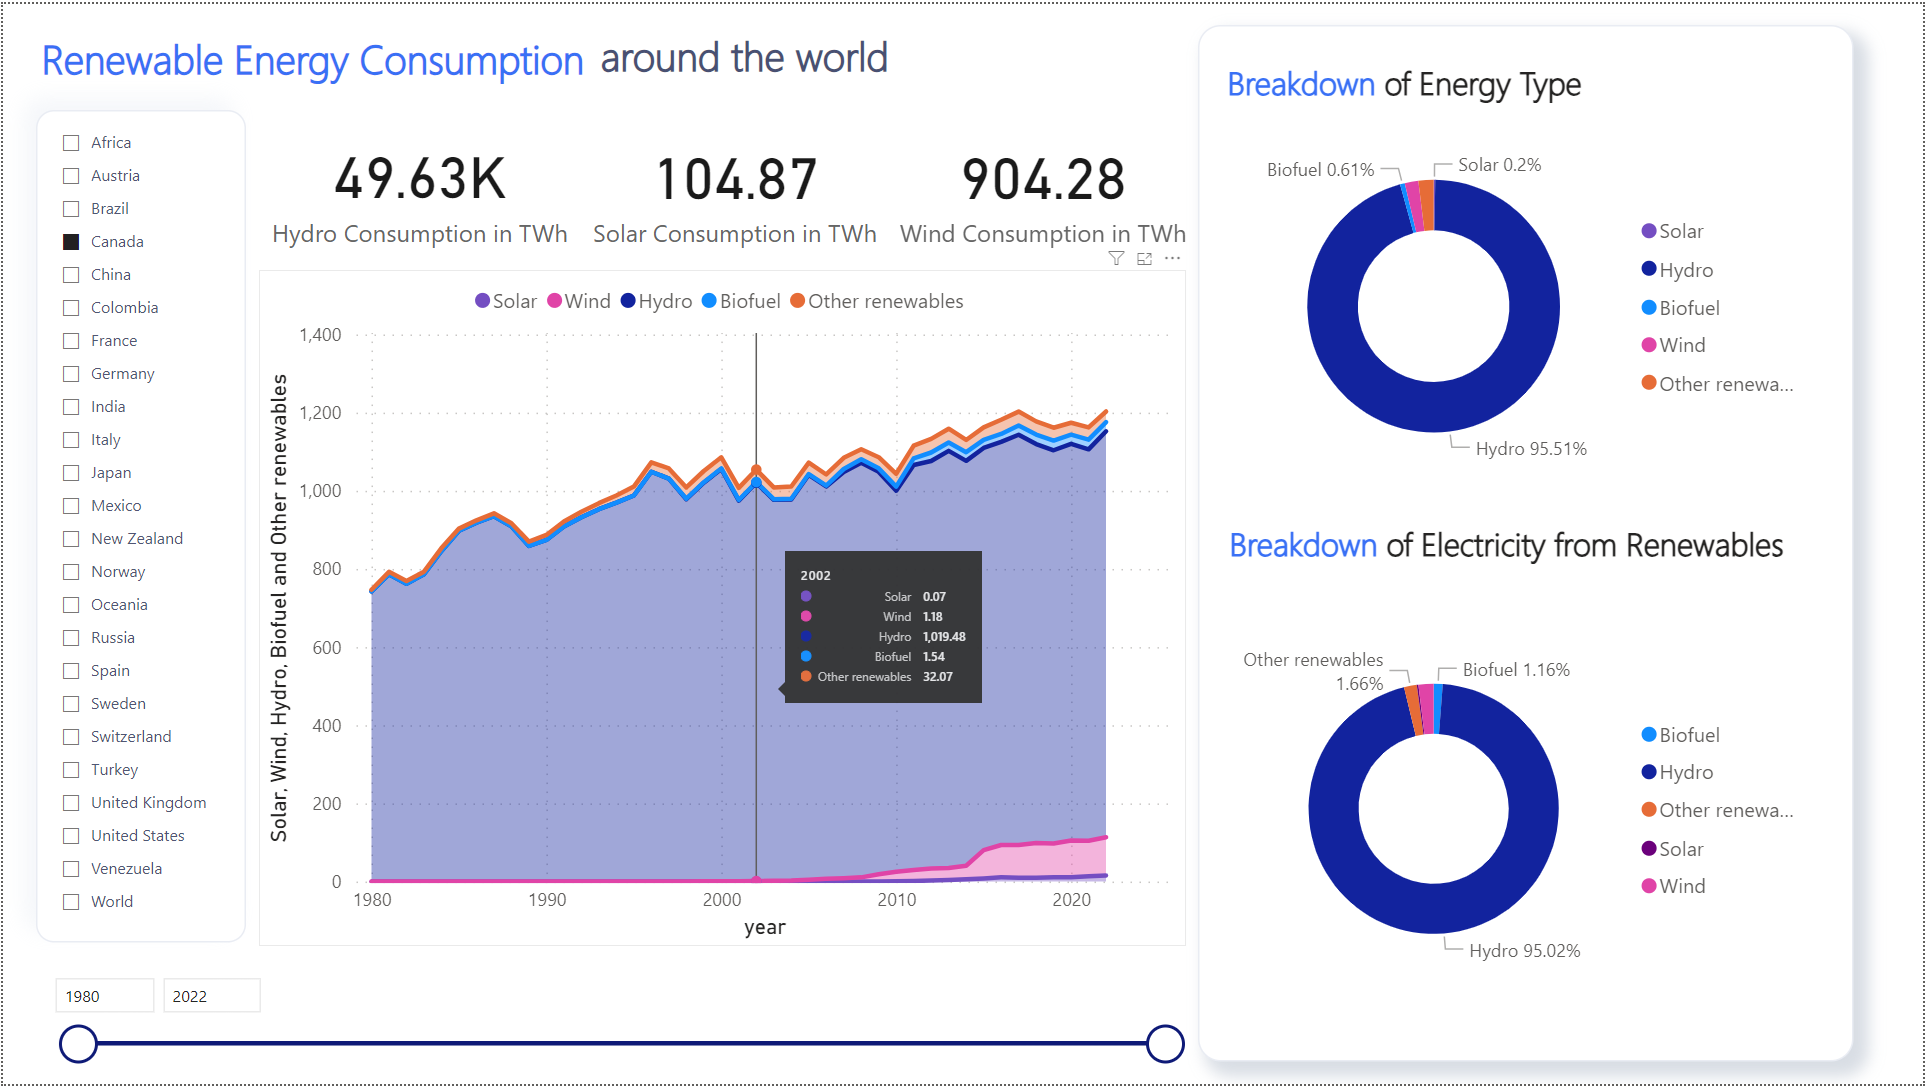 Renewable Energy Consumption around the world
Africa
Austria
Brazil
Canada
China
Colombia
France
Germany
India
Italy
Japan
Mexico
New Zealand
Norway
Oceania
Russia
Spain
Sweden
Switzerland
Turkey
United Kingdom
United States
Venezuela
World
49.63K
Hydro Consumption in TWh
104.87
Solar Consumption in TWh
904.28
Wind Consumption in TWh
Solar Wind Hydro Biofuel Other renewables
Solar, Wind, Hydro, Biofuel and Other renewables
1,400
1,200
1,000
800
600
400
200
0
1980 1990 2000 2010 2020
year
2002
Solar 0.07
Wind 1.18
Hydro 1,019.48
Biofuel 1.54
Other renewables 32.07
1980 2022
Breakdown of Energy Type
Biofuel 0.61%
Solar 0.2%
Hydro 95.51%
Solar
Hydro
Biofuel
Wind
Other renewa...
Breakdown of Electricity from Renewables
Other renewables
1.66%
Biofuel 1.16%
Hydro 95.02%
Biofuel
Hydro
Other renewa...
Solar
Wind